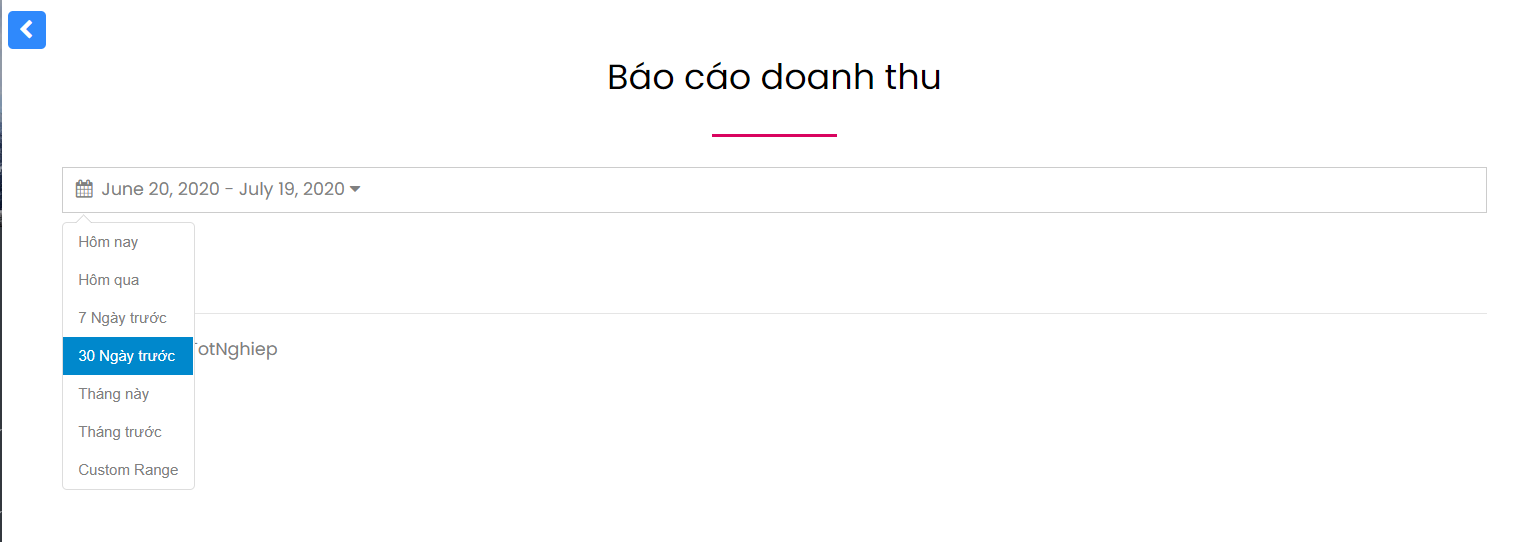 Báo cáo doanh thu
June 20, 2020 - July 19, 2020
Hôm nay
Hôm qua
7 Ngày trước
30 Ngày trước
Tháng này
Tháng trước
Custom Range